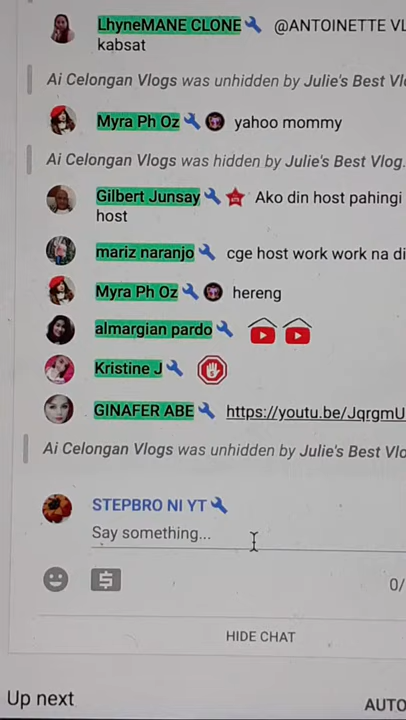 LhyneMANE CLONE @ANTOINETTE VL
kabsat
Ai Celongan Vlogs was unhidden by Julie's Best Vl
Myra Ph Oz yahoo mommy
Ai Celongan Vlogs was hidden by Julie's Best Vlog.
Gilbert Junsay Ako din host pahingi
host
mariz naranjo cge host work work na di
Myra Ph Oz hereng
almargian pardo
Kristine J
GINAFER ABE https://youtu.be/JqrgmU
Ai Celongan Vlogs was unhidden by Julie's Best Vlo
STEPBRO NI YT
Say something...
0/
HIDE CHAT
Up next
AUTO